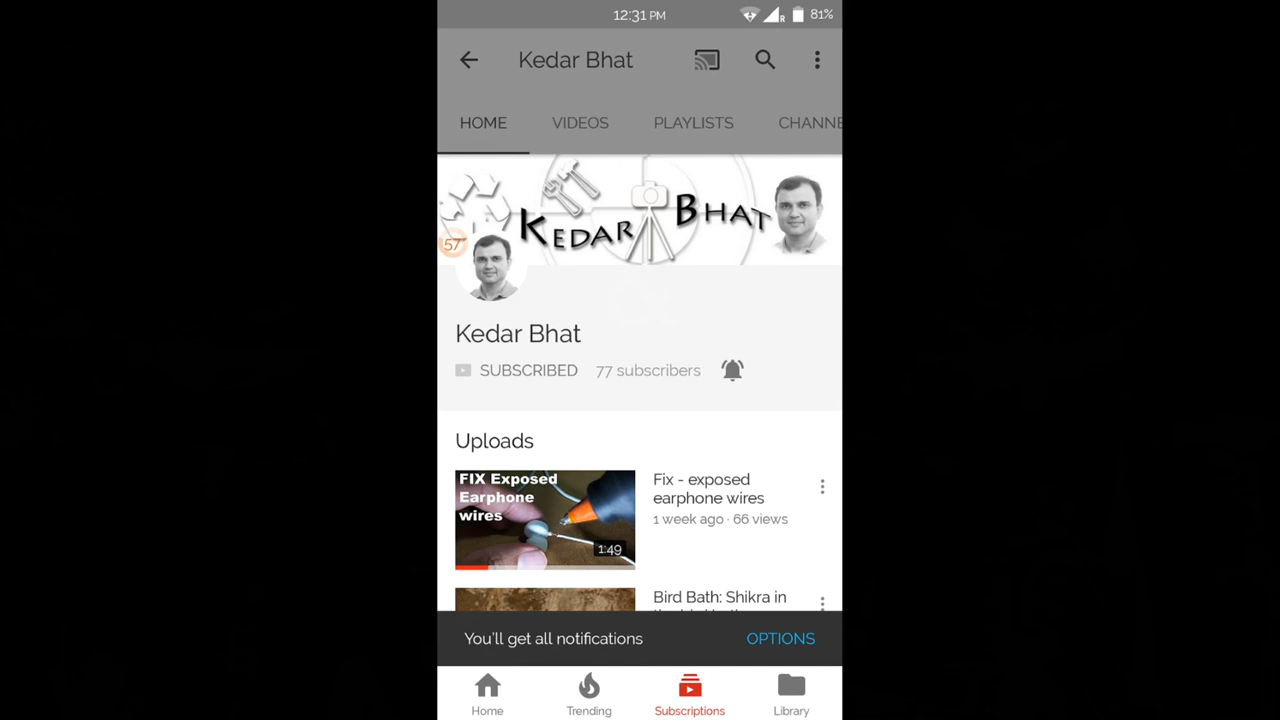 12:31 PM
R
81%
Kedar Bhat
HOME
VIDEOS
PLAYLISTS
CHANNE
KEDAR BHAT
57
Kedar Bhat
SUBSCRIBED
77 subscribers
Uploads
FIX Exposed
Earphone
wires
1:49
Fix - exposed
earphone wires
1 week ago · 66 views
Bird Bath: Shikra in
You'll get all notifications
OPTIONS
Home
Trending
Subscriptions
Library